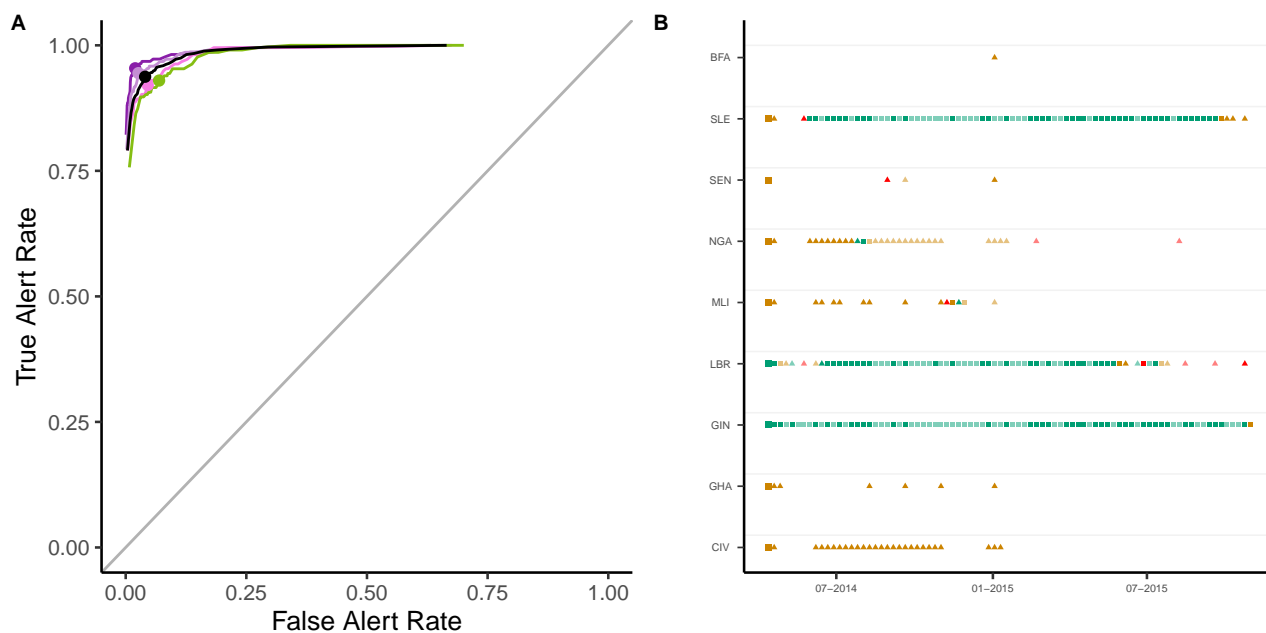 A
True Alert Rate
1.00
0.75
0.50
0.25
0.00
0.00 0.25 0.50 0.75 1.00
False Alert Rate
B
BFA
SLE
SEN
NGA
MLI
LBR
GIN
GHA
CIV
07–2014 01–2015 07–2015